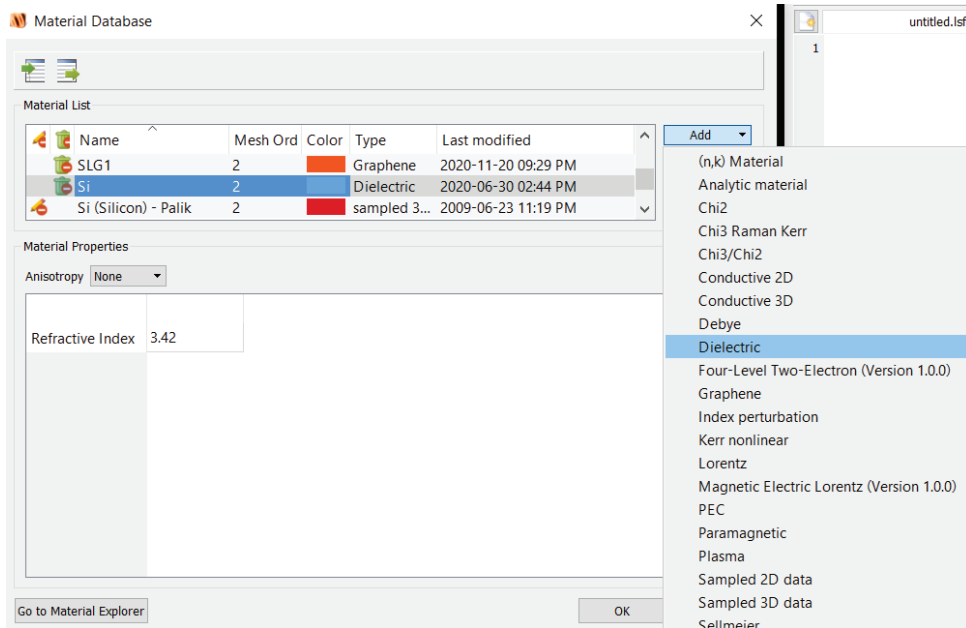 Material Database
untitled.lsf
1
Material List
Name Mesh Ord Color Type Last modified
Add
SLG1 2 Graphene 2020-11-20 09:29 PM
Si 2 Dielectric 2020-06-30 02:44 PM
Si (Silicon) - Palik 2 sampled 3... 2009-06-23 11:19 PM
Material Properties
Anisotropy None
Refractive Index 3.42
Go to Material Explorer
OK
(n,k) Material
Analytic material
Chi2
Chi3 Raman Kerr
Chi3/Chi2
Conductive 2D
Conductive 3D
Debye
Dielectric
Four-Level Two-Electron (Version 1.0.0)
Graphene
Index perturbation
Kerr nonlinear
Lorentz
Magnetic Electric Lorentz (Version 1.0.0)
PEC
Paramagnetic
Plasma
Sampled 2D data
Sampled 3D data
Sellmeier